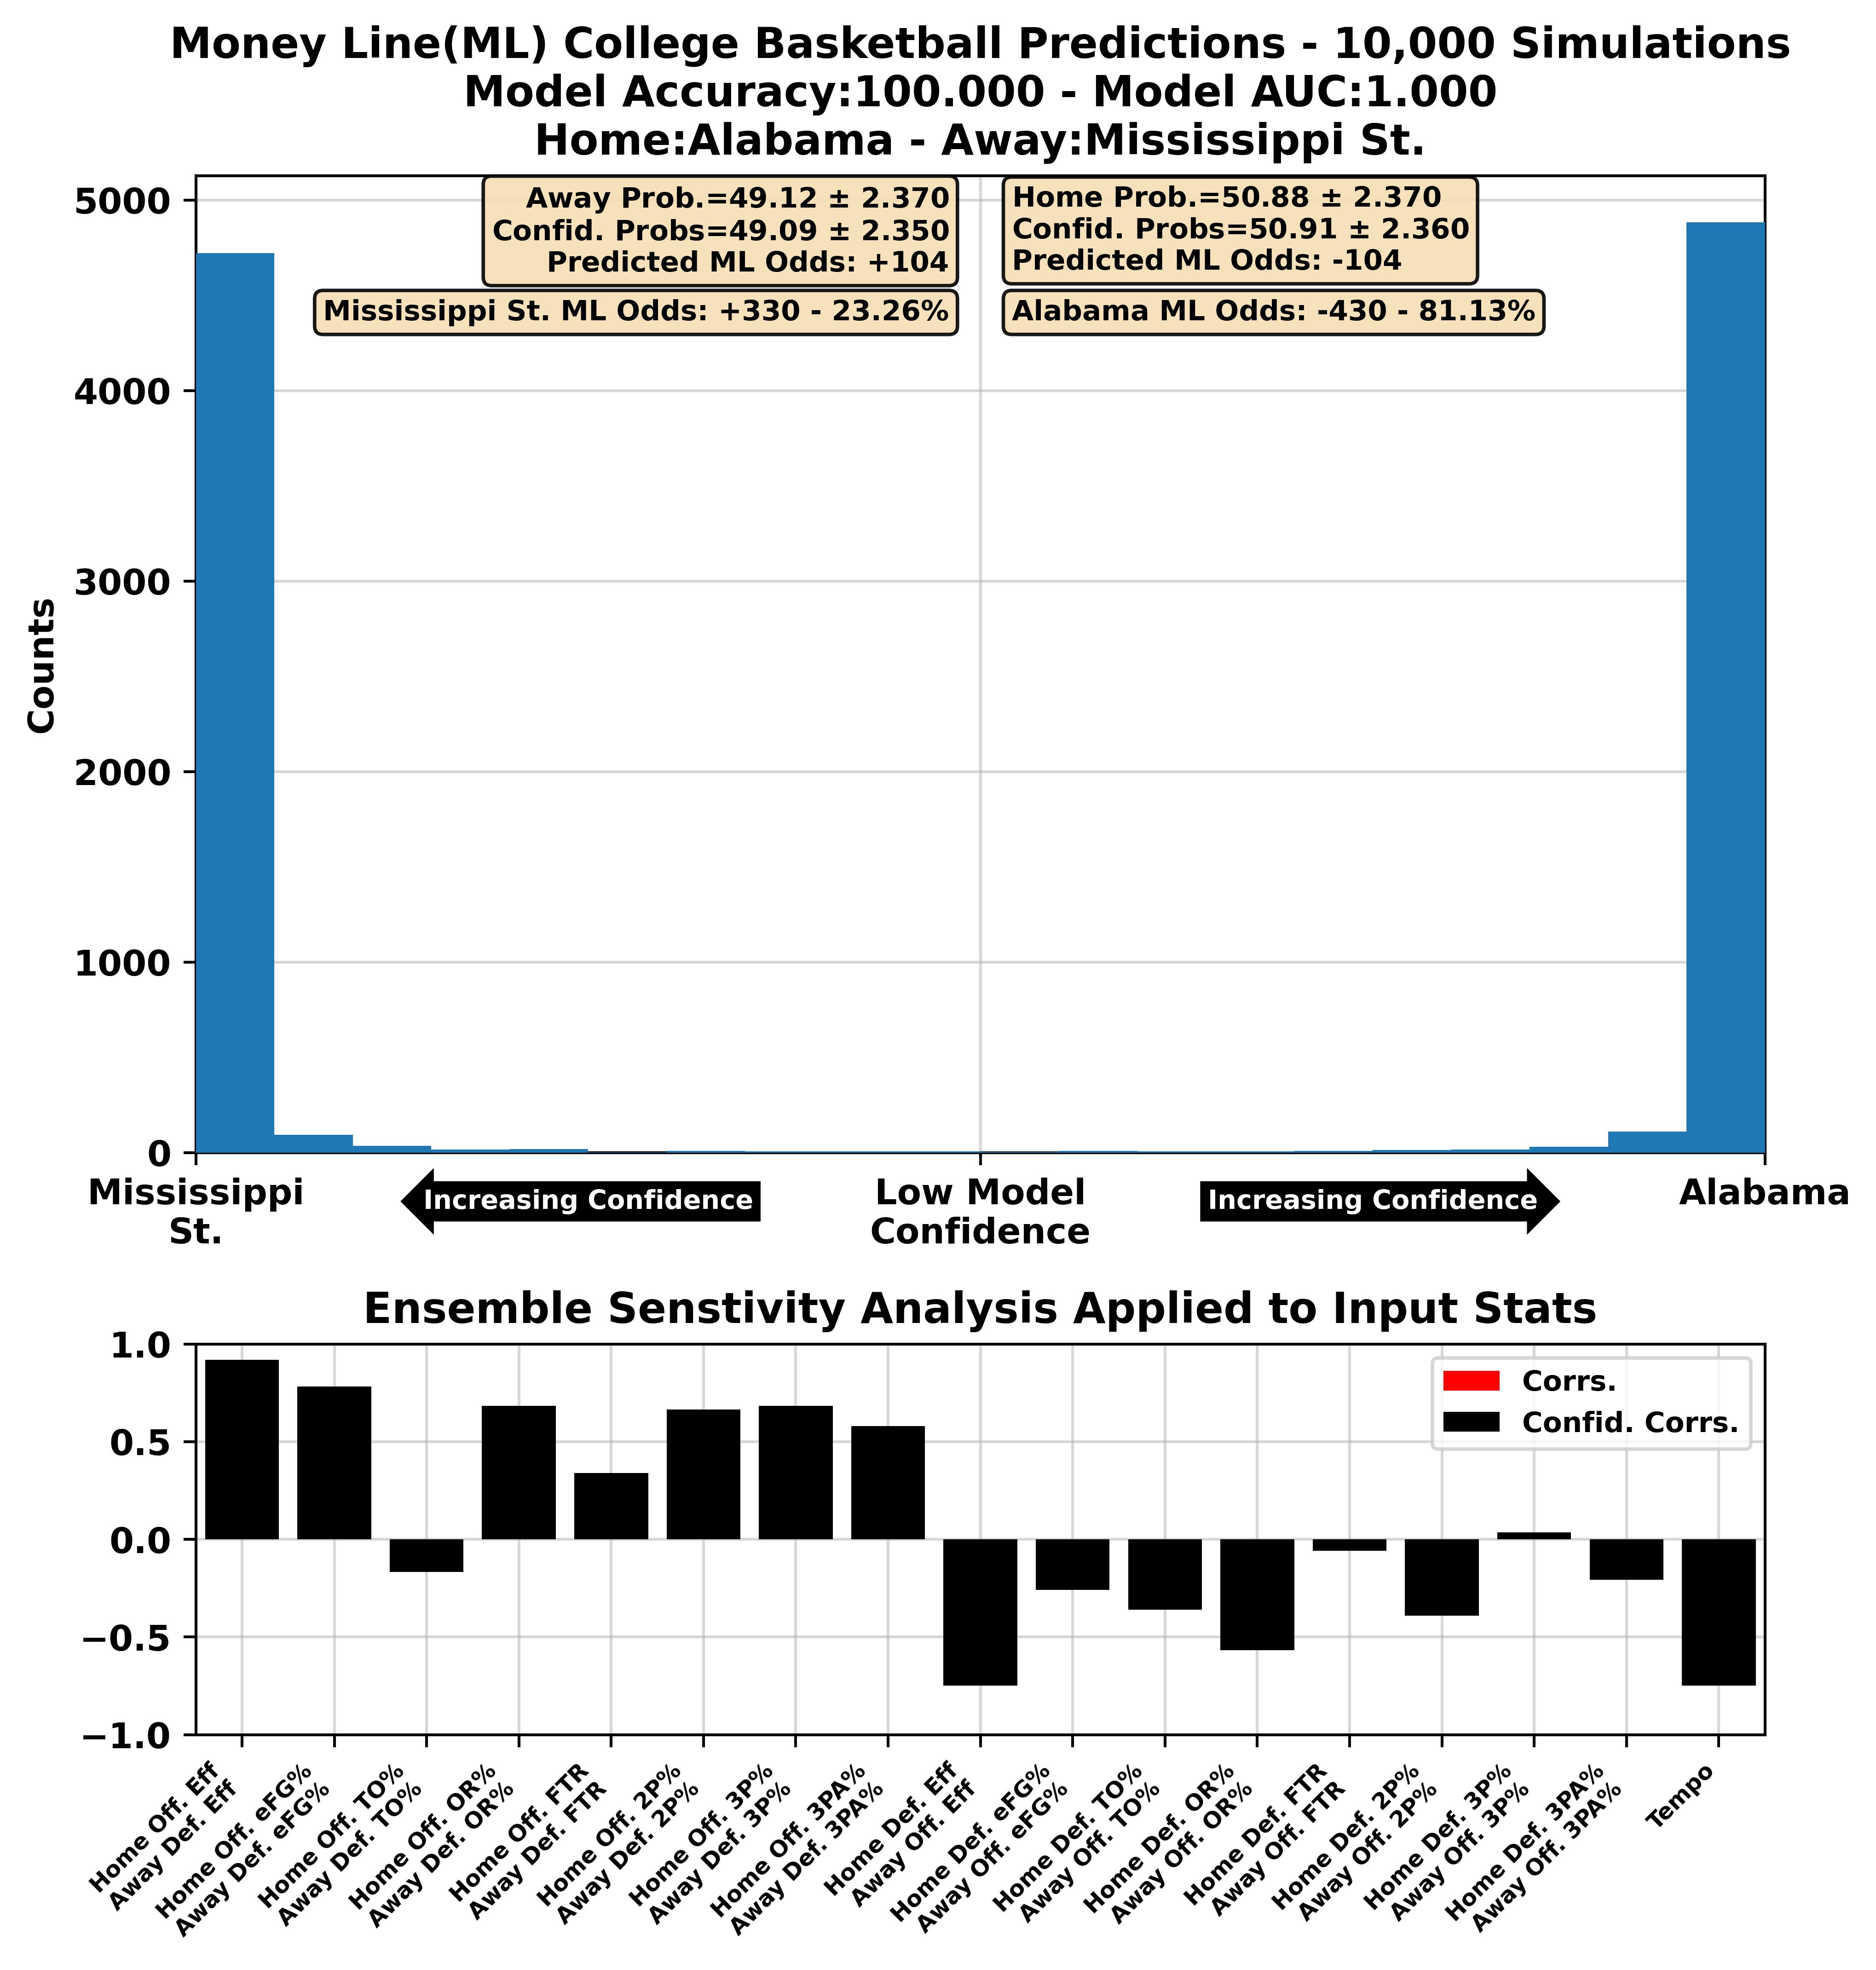 Money Line(ML) College Basketball Predictions - 10,000 Simulations
Model Accuracy:100.000 - Model AUC:1.000
Home:Alabama - Away:Mississippi St.
Away Prob.=49.12 ± 2.370
Confid. Probs=49.09 ± 2.350
Predicted ML Odds: +104
Mississippi St. ML Odds: +330 - 23.26%
Home Prob.=50.88 ± 2.370
Confid. Probs=50.91 ± 2.360
Predicted ML Odds: -104
Alabama ML Odds: -430 - 81.13%
Counts
5000
4000
3000
2000
1000
0
Mississippi
St.
Increasing Confidence
Low Model
Confidence
Increasing Confidence
Alabama
Ensemble Senstivity Analysis Applied to Input Stats
1.0
0.5
0.0
−0.5
−1.0
Corrs.
Confid. Corrs.
Home Off. Eff
Away Def. Eff
Home Off. eFG%
Away Def. eFG%
Home Off. TO%
Away Def. TO%
Home Off. OR%
Away Def. OR%
Home Off. FTR
Away Def. FTR
Home Off. 2P%
Away Def. 2P%
Home Off. 3P%
Away Def. 3P%
Home Off. 3PA%
Away Def. 3PA%
Home Def. Eff
Away Off. Eff
Home Def. eFG%
Away Off. eFG%
Home Def. TO%
Away Off. TO%
Home Def. OR%
Away Off. OR%
Home Def. FTR
Away Off. FTR
Home Def. 2P%
Away Off. 2P%
Home Def. 3P%
Away Off. 3P%
Home Def. 3PA%
Away Off. 3PA%
Tempo